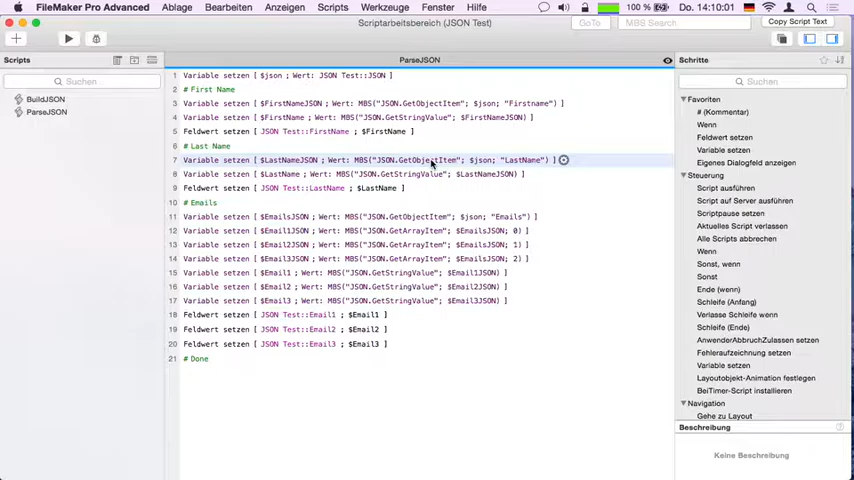 FileMaker Pro Advanced Ablage Bearbeiten Anzeigen Scripts Werkzeuge Fenster Hilfe 100 % Do. 14:10:01
Scriptarbeitsbereich (JSON Test) GoTo MBS Search Copy Script Text
Scripts
Suchen
BuildJSON
ParseJSON
ParseJSON
1 Variable setzen [ $json ; Wert: JSON Test::JSON ]
2 # First Name
3 Variable setzen [ $FirstNameJSON ; Wert: MBS("JSON.GetObjectItem"; $json; "Firstname") ]
4 Variable setzen [ $FirstName ; Wert: MBS("JSON.GetStringValue"; $FirstNameJSON) ]
5 Feldwert setzen [ JSON Test::FirstName ; $FirstName ]
6 # Last Name
7 Variable setzen [ $LastNameJSON ; Wert: MBS("JSON.GetObjectItem"; $json; "LastName") ]
8 Variable setzen [ $LastName ; Wert: MBS("JSON.GetStringValue"; $LastNameJSON) ]
9 Feldwert setzen [ JSON Test::LastName ; $LastName ]
10 # Emails
11 Variable setzen [ $EmailsJSON ; Wert: MBS("JSON.GetObjectItem"; $json; "Emails") ]
12 Variable setzen [ $Email1JSON ; Wert: MBS("JSON.GetArrayItem"; $EmailsJSON; 0) ]
13 Variable setzen [ $Email2JSON ; Wert: MBS("JSON.GetArrayItem"; $EmailsJSON; 1) ]
14 Variable setzen [ $Email3JSON ; Wert: MBS("JSON.GetArrayItem"; $EmailsJSON; 2) ]
15 Variable setzen [ $Email1 ; Wert: MBS("JSON.GetStringValue"; $Email1JSON) ]
16 Variable setzen [ $Email2 ; Wert: MBS("JSON.GetStringValue"; $Email2JSON) ]
17 Variable setzen [ $Email3 ; Wert: MBS("JSON.GetStringValue"; $Email3JSON) ]
18 Feldwert setzen [ JSON Test::Email1 ; $Email1 ]
19 Feldwert setzen [ JSON Test::Email2 ; $Email2 ]
20 Feldwert setzen [ JSON Test::Email3 ; $Email3 ]
21 # Done
Schritte
Suchen
Favoriten
# (Kommentar)
Wenn
Feldwert setzen
Variable setzen
Eigenes Dialogfeld anzeigen
Steuerung
Script ausführen
Script auf Server ausführen
Scriptpause setzen
Aktuelles Script verlassen
Alle Scripts abbrechen
Wenn
Sonst, wenn
Sonst
Ende (wenn)
Schleife (Anfang)
Verlasse Schleife wenn
Schleife (Ende)
AnwenderAbbruchZulassen setzen
Fehleraufzeichnung setzen
Variable setzen
Layoutobjekt-Animation festlegen
BeiTimer-Script installieren
Navigation
Gehe zu Layout
Beschreibung
Keine Beschreibung